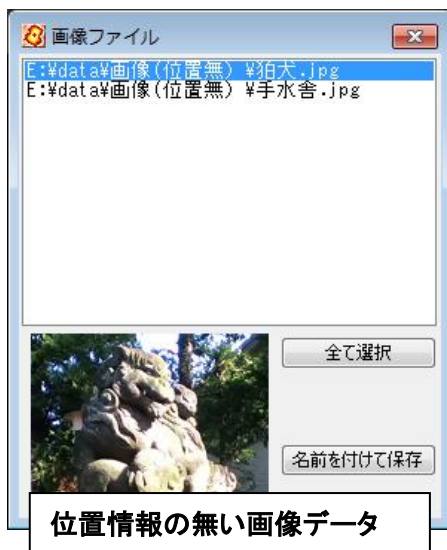 画像ファイル
E:¥data¥画像(位置無) ¥狛犬.jpg
E:¥data¥画像(位置無) ¥手水舎.jpg
全て選択
名前を付けて保存
位置情報の無い画像データ